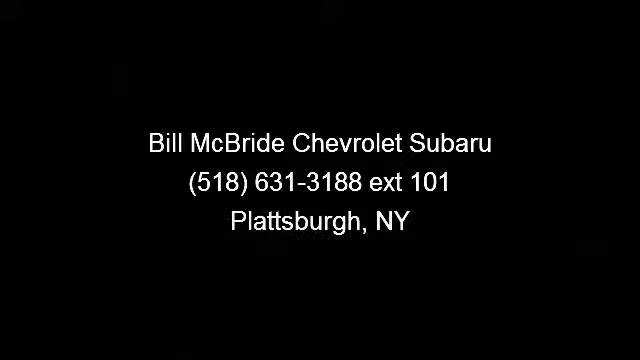 Bill McBride Chevrolet Subaru
(518) 631-3188 ext 101
Plattsburgh, NY